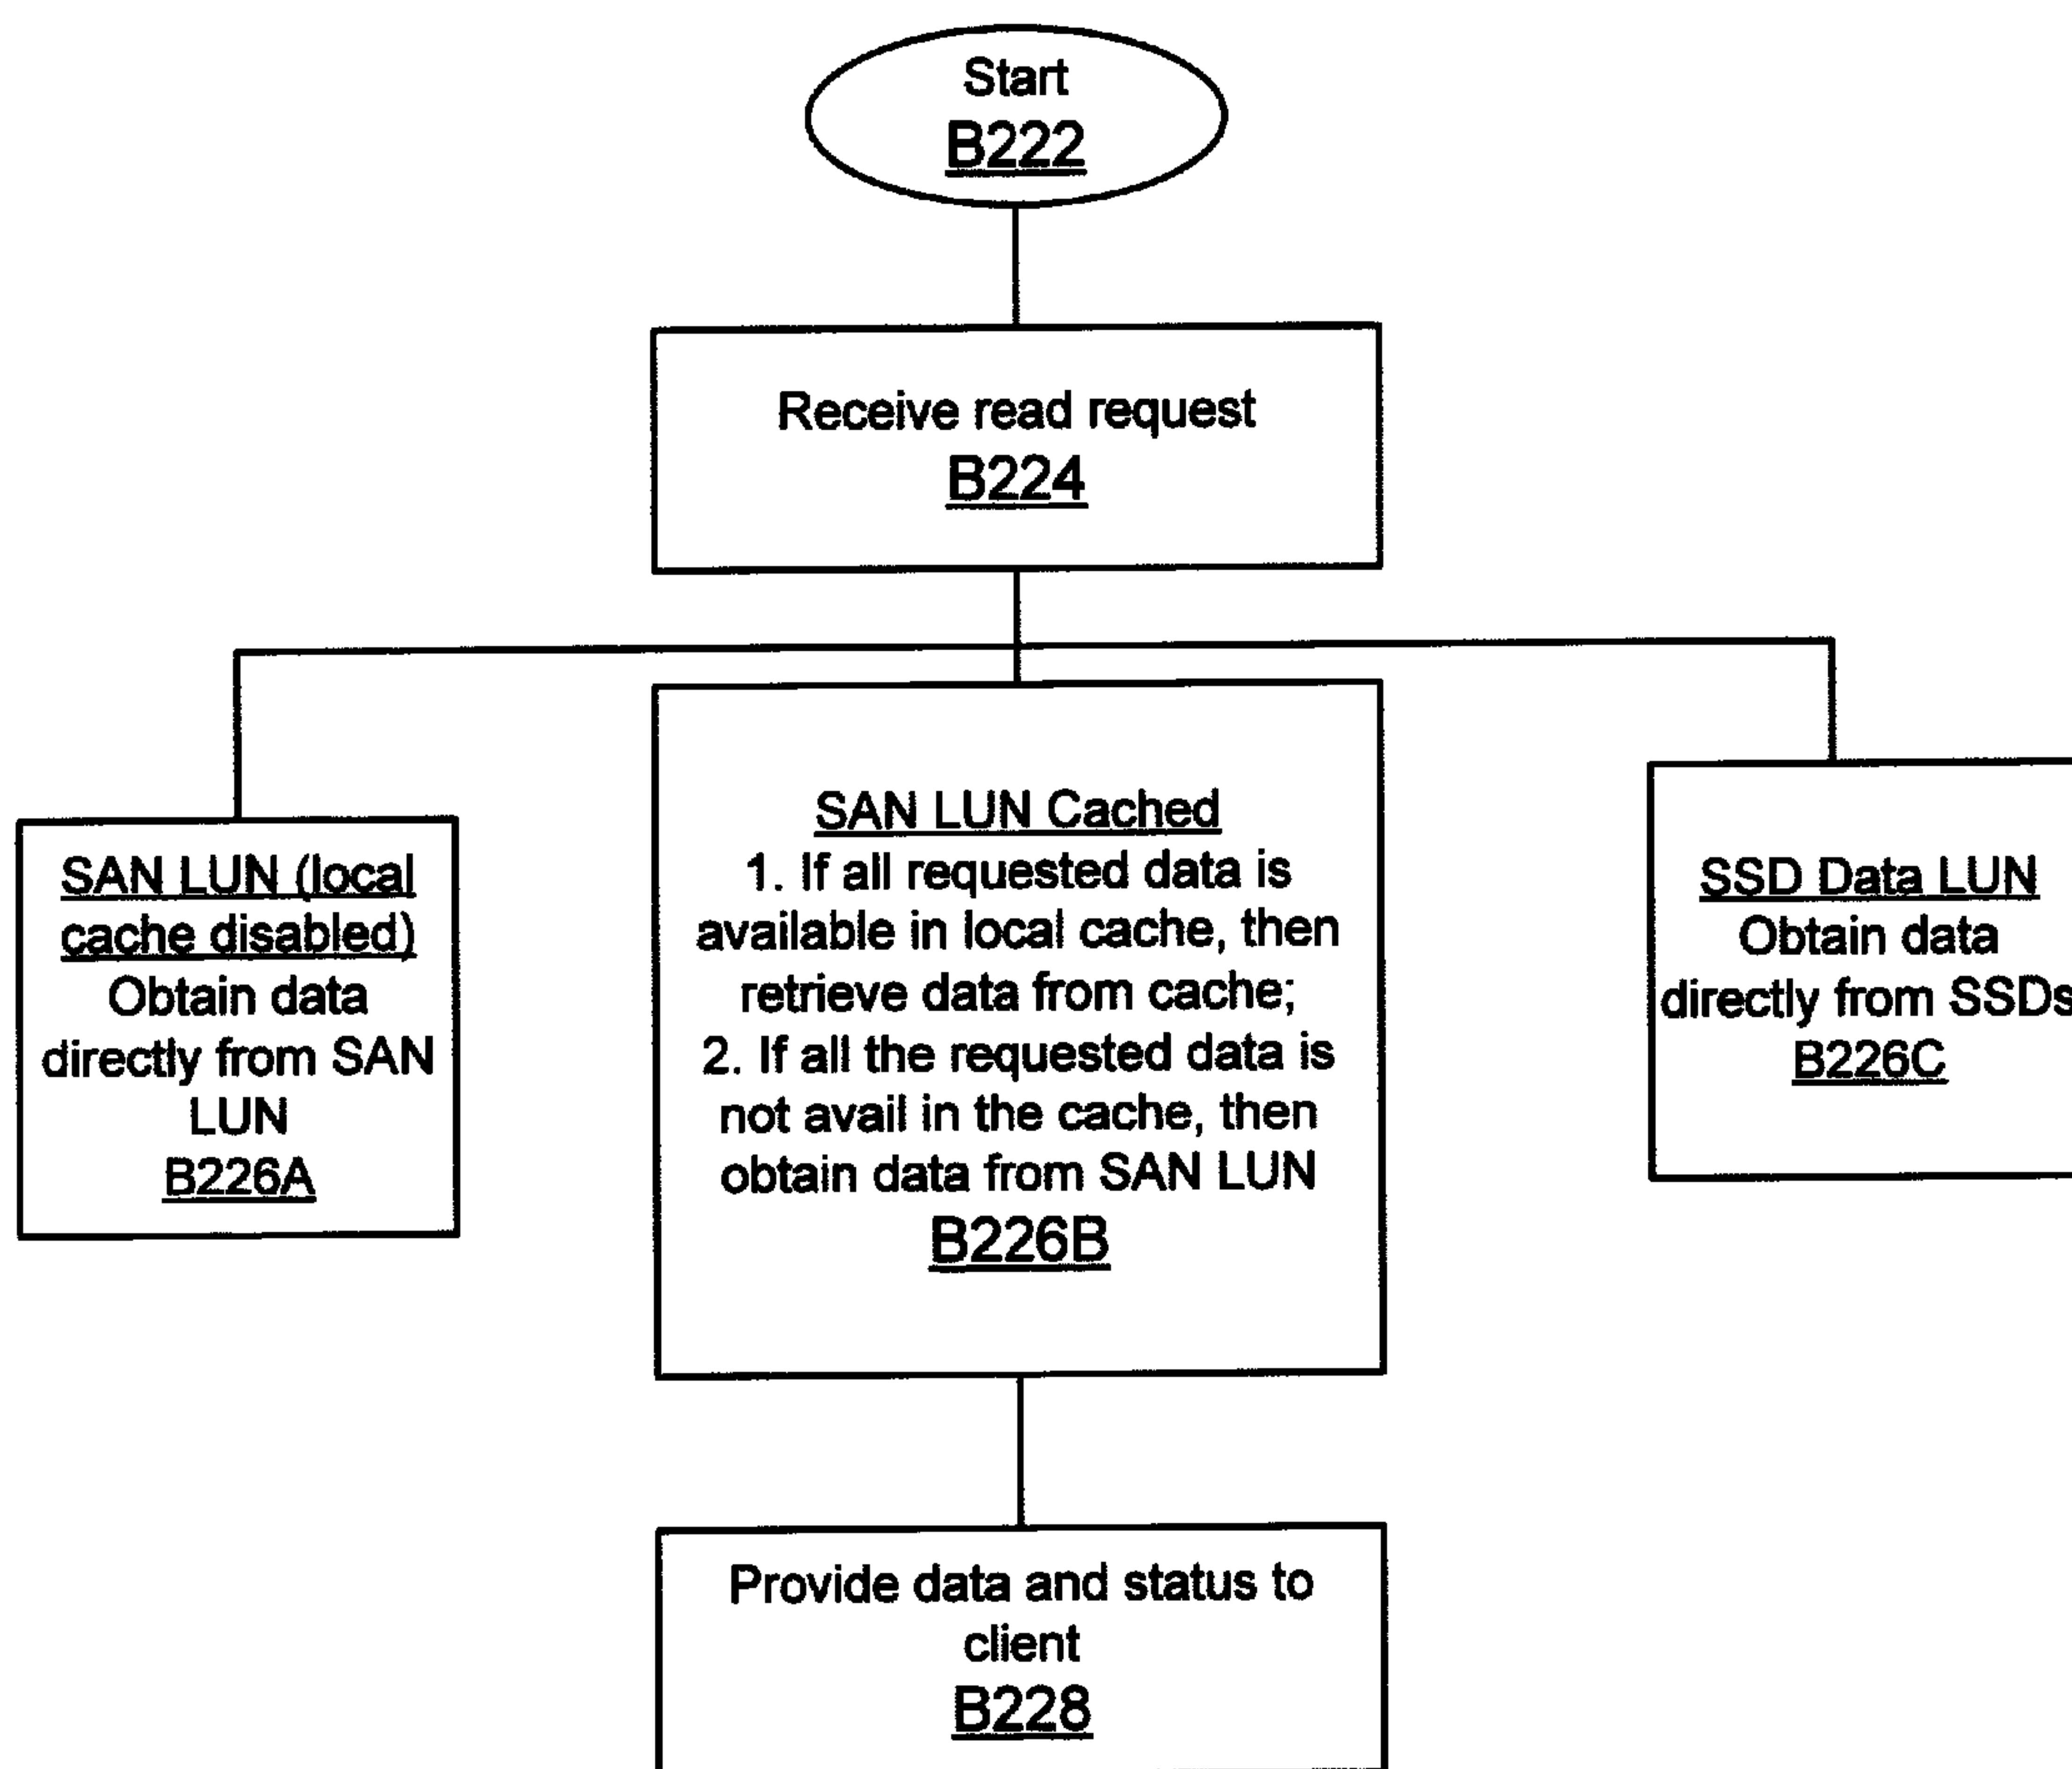 Start
B222
Receive read request
B224
SAN LUN (local
cache disabled)
Obtain data
directly from SAN
LUN
B226A
SAN LUN Cached
1. If all requested data is
available in local cache, then
retrieve data from cache;
2. If all the requested data is
not avail in the cache, then
obtain data from SAN LUN
B226B
SSD Data LUN
Obtain data
directly from SSDs
B226C
Provide data and status to
client
B228